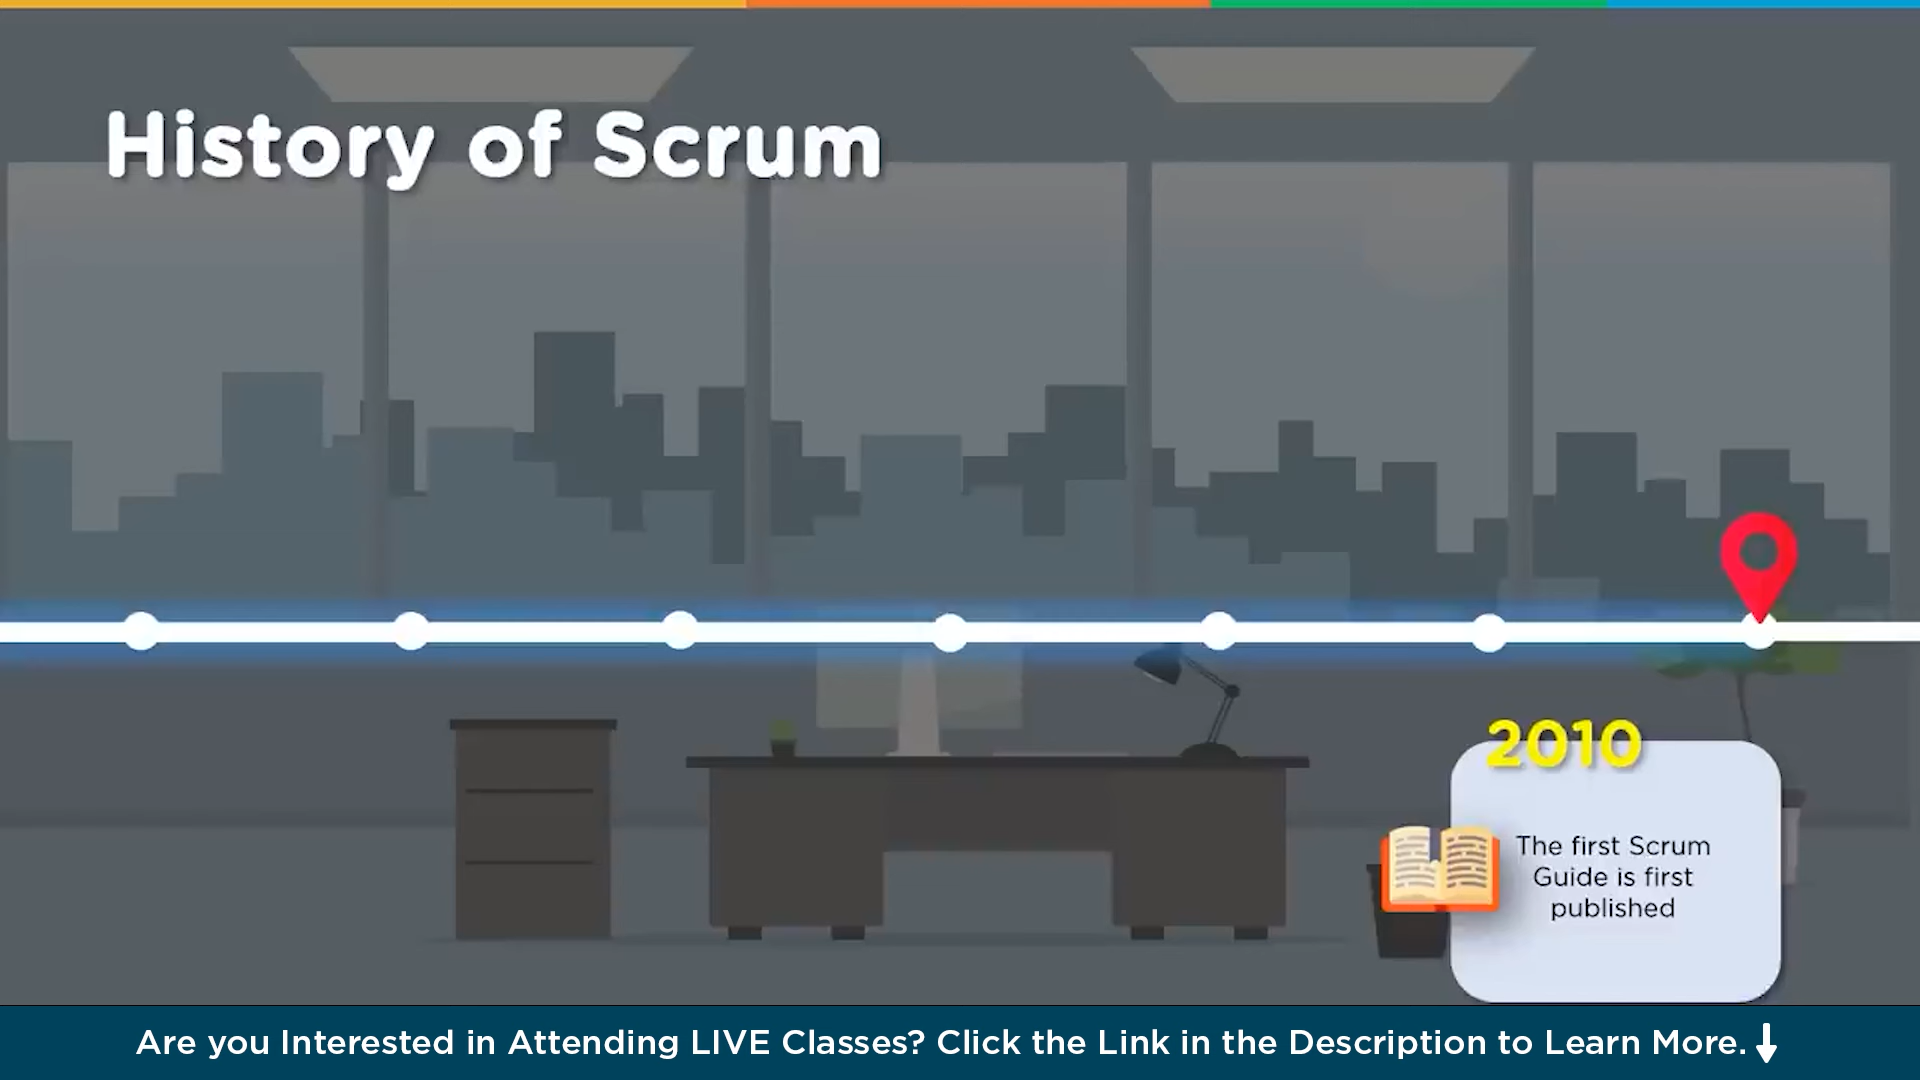 History of Scrum
2010
The first Scrum
Guide is first
published
Are you Interested in Attending LIVE Classes? Click the Link in the Description to Learn More.